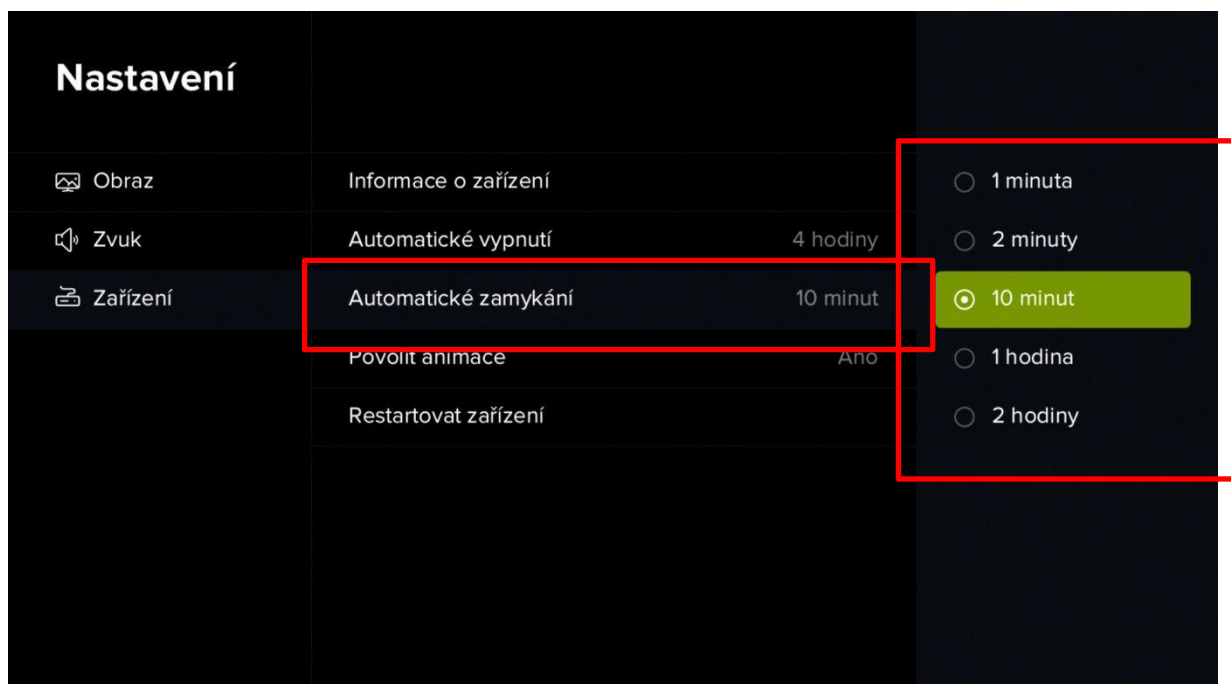 Nastavení
Obraz
Zvuk
Zařízení
Informace o zařízení
Automatické vypnutí 4 hodiny
Automatické zamykání 10 minut
Povolit animace Ano
Restartovat zařízení
1 minuta
2 minuty
10 minut
1 hodina
2 hodiny